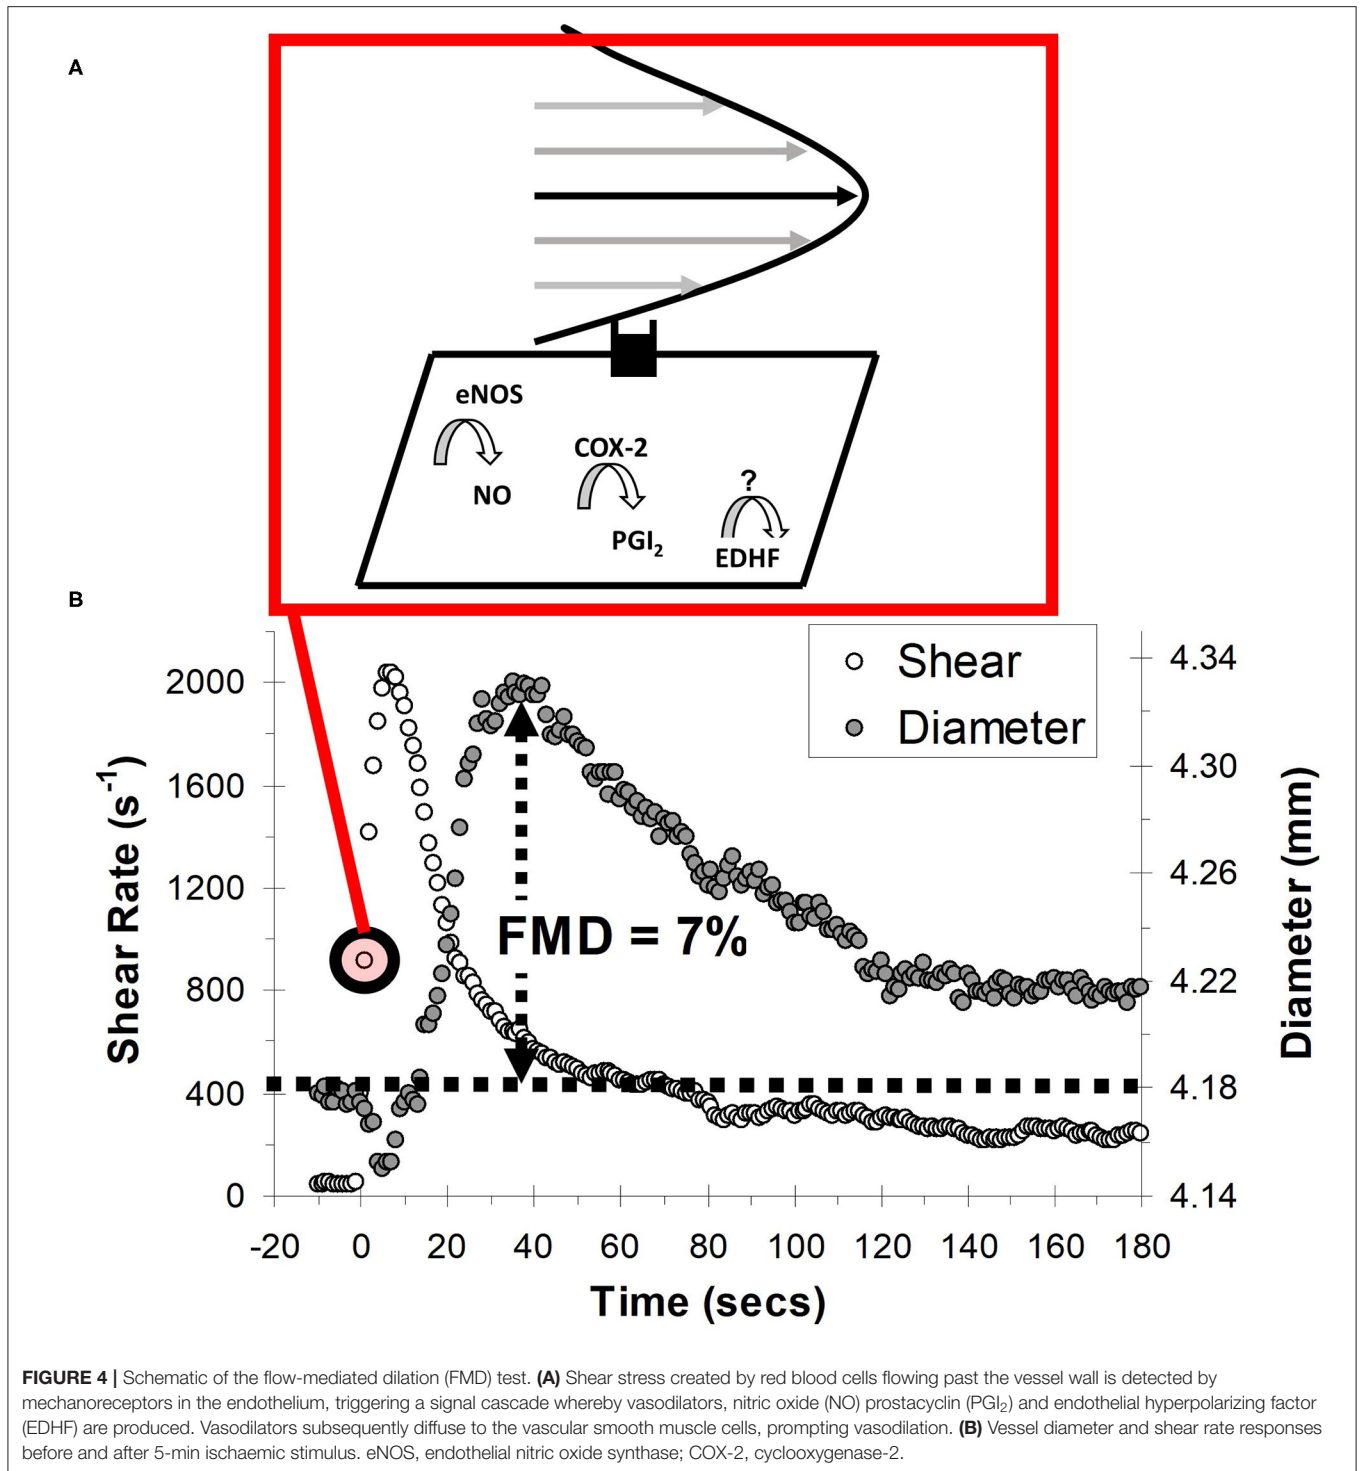 A
eNOS
NO
COX-2
PGI₂
?
EDHF
B
Shear
Diameter
Shear Rate (s⁻¹)
2000
1600
1200
800
400
0
4.34
4.30
4.26
4.22
4.18
4.14
Diameter (mm)
FMD = 7%
-20 0 20 40 60 80 100 120 140 160 180
Time (secs)
FIGURE 4 | Schematic of the flow-mediated dilation (FMD) test. (A) Shear stress created by red blood cells flowing past the vessel wall is detected by
mechanoreceptors in the endothelium, triggering a signal cascade whereby vasodilators, nitric oxide (NO) prostacyclin (PGI₂) and endothelial hyperpolarizing factor
(EDHF) are produced. Vasodilators subsequently diffuse to the vascular smooth muscle cells, prompting vasodilation. (B) Vessel diameter and shear rate responses
before and after 5-min ischaemic stimulus. eNOS, endothelial nitric oxide synthase; COX-2, cyclooxygenase-2.